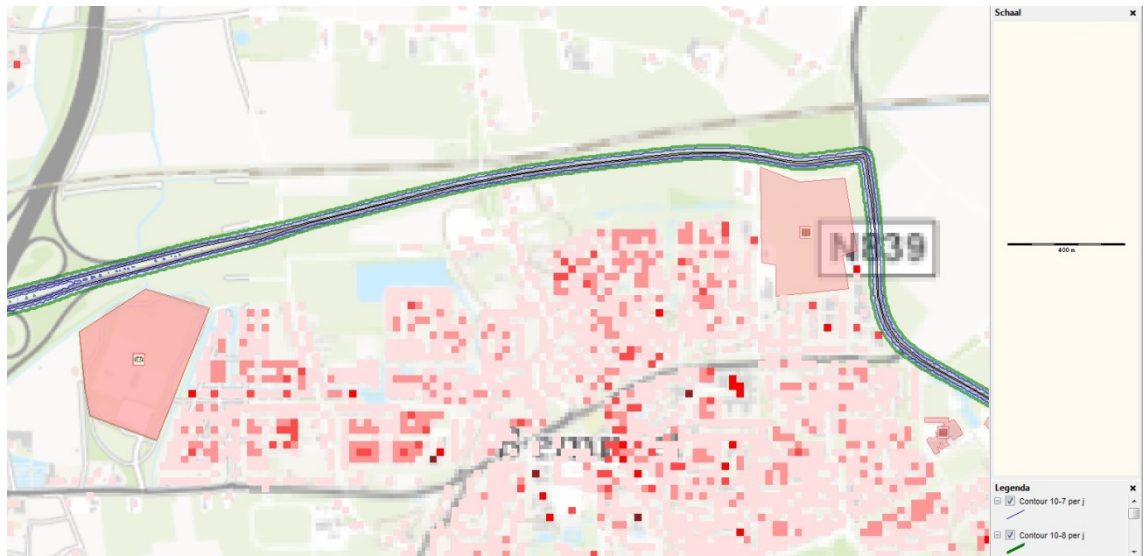 Schaal
N839
400 m
Legenda
Contour 10-7 per j
Contour 10-8 per j